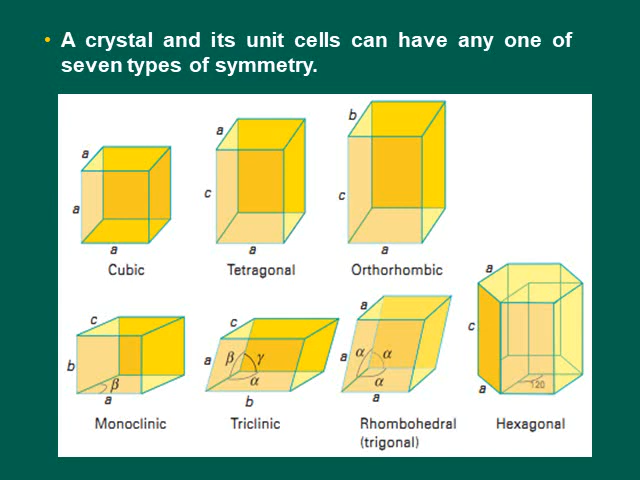 • A crystal and its unit cells can have any one of
seven types of symmetry.
a
a
a
Cubic
a
c
a
Tetragonal
b
c
a
Orthorhombic
c
b
β
a
Monoclinic
c
a
β γ
α
b
Triclinic
a
a
α α
α
a
Rhombohedral
(trigonal)
a
c
a
120
Hexagonal